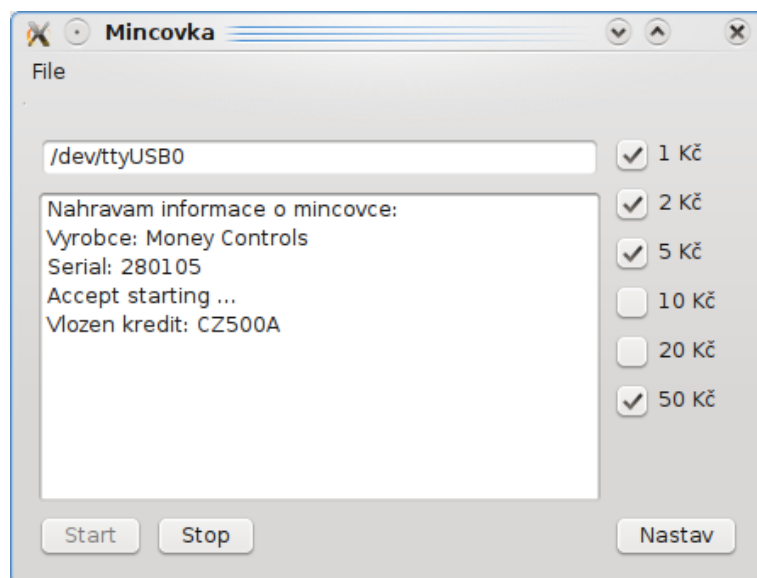 Mincovka
File
/dev/ttyUSB0
Nahravam informace o mincovce:
Vyrobce: Money Controls
Serial: 280105
Accept starting ...
Vlozen kredit: CZ500A
1 Kč
2 Kč
5 Kč
10 Kč
20 Kč
50 Kč
Start
Stop
Nastav